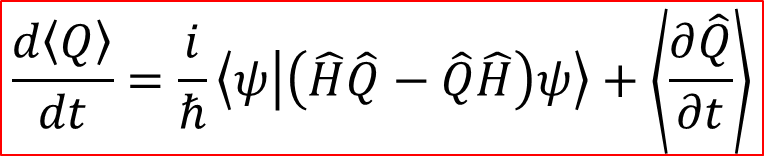 d⟨Q⟩/dt = i/ħ ⟨ψ|(ĤQ̂ − Q̂Ĥ)ψ⟩ + ⟨∂Q̂/∂t⟩